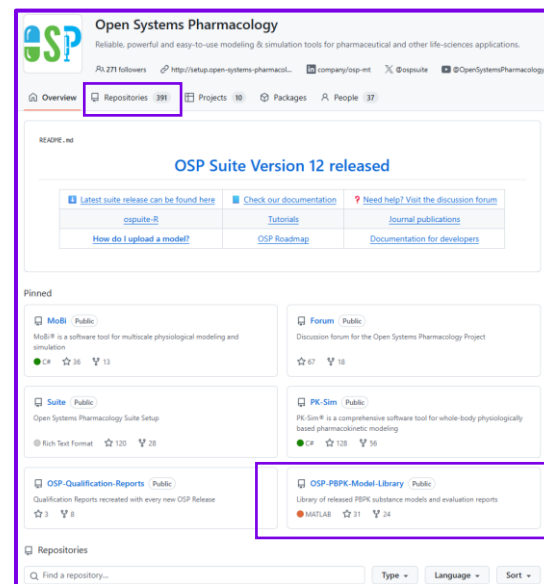 OSP
Open Systems Pharmacology
Reliable, powerful and easy-to-use modeling & simulation tools for pharmaceutical and other life-sciences applications.
271 followers http://setup.open-systems-pharmacol... company/osp-mt @ospsuite @OpenSystemsPharmacology
Overview Repositories 391 Projects 10 Packages People 37
README.md
OSP Suite Version 12 released
Latest suite release can be found here Check our documentation Need help? Visit the discussion forum
ospuite-R Tutorials Journal publications
How do I upload a model? OSP Roadmap Documentation for developers
Pinned
MoBi Public
MoBi® is a software tool for multiscale physiological modeling and
simulation
C# 36 13
Forum Public
Discussion forum for the Open Systems Pharmacology Project
67 18
Suite Public
Open Systems Pharmacology Suite Setup
Rich Text Format 120 28
PK-Sim Public
PK-Sim® is a comprehensive software tool for whole-body physiologically
based pharmacokinetic modeling
C# 128 56
OSP-Qualification-Reports Public
Qualification Reports recreated with every new OSP Release
3 8
OSP-PBPK-Model-Library Public
Library of released PBPK substance models and evaluation reports
MATLAB 31 24
Repositories
Find a repository... Type Language Sort